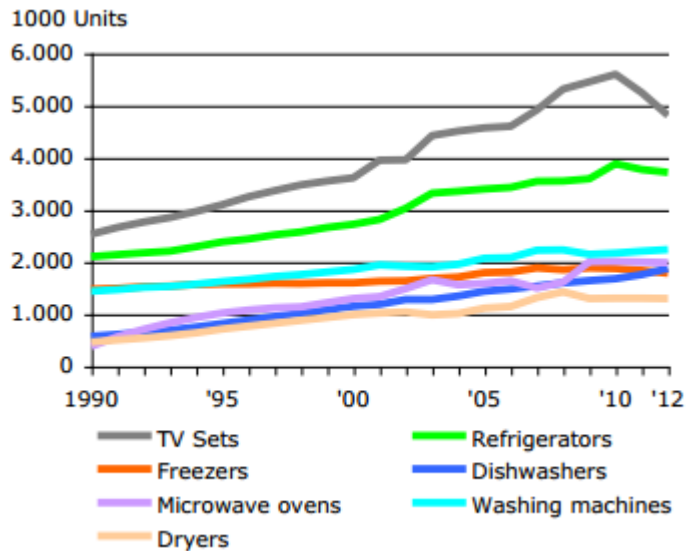 1000 Units
6.000
5.000
4.000
3.000
2.000
1.000
0
1990 '95 '00 '05 '10 '12
TV Sets Refrigerators
Freezers Dishwashers
Microwave ovens Washing machines
Dryers